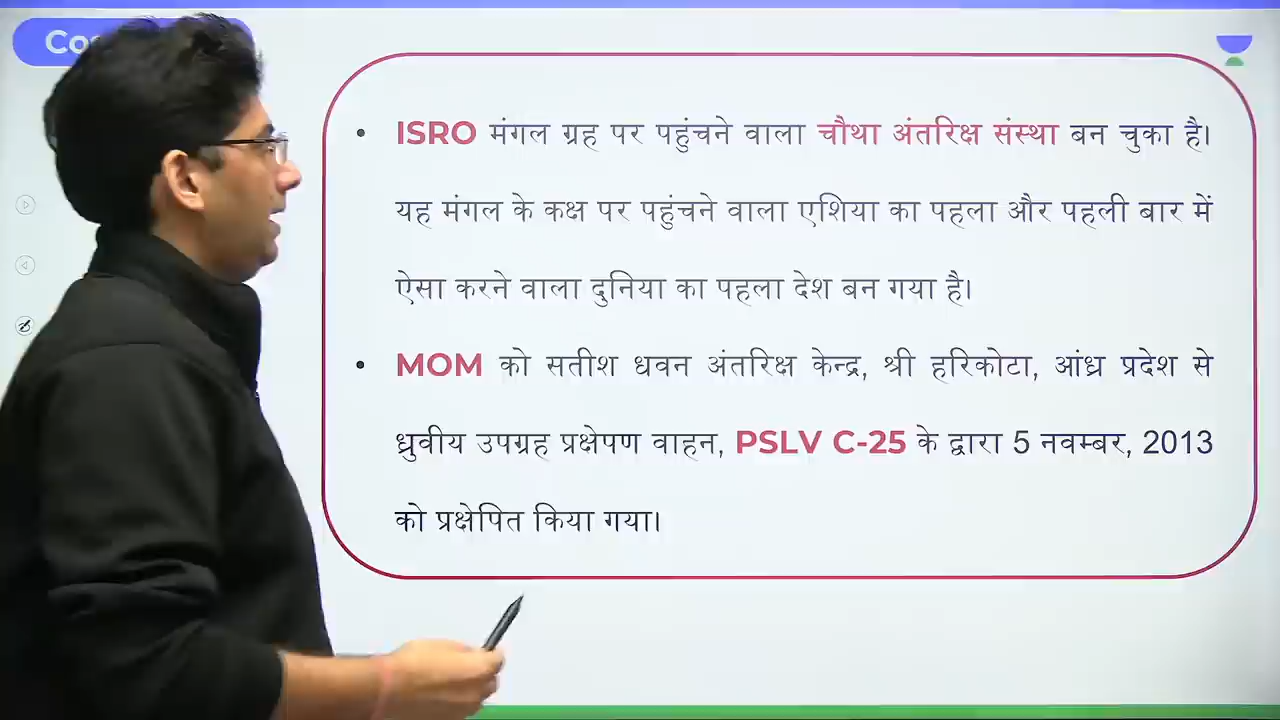 ISRO मंगल ग्रह पर पहुंचने वाला चौथा अंतरिक्ष संस्था बन चुका है।
यह मंगल के कक्ष पर पहुंचने वाला एशिया का पहला और पहली बार में
ऐसा करने वाला दुनिया का पहला देश बन गया है।
MOM को सतीश धवन अंतरिक्ष केन्द्र, श्री हरिकोटा, आंध्र प्रदेश से
ध्रुवीय उपग्रह प्रक्षेपण वाहन, PSLV C-25 के द्वारा 5 नवम्बर, 2013
को प्रक्षेपित किया गया।